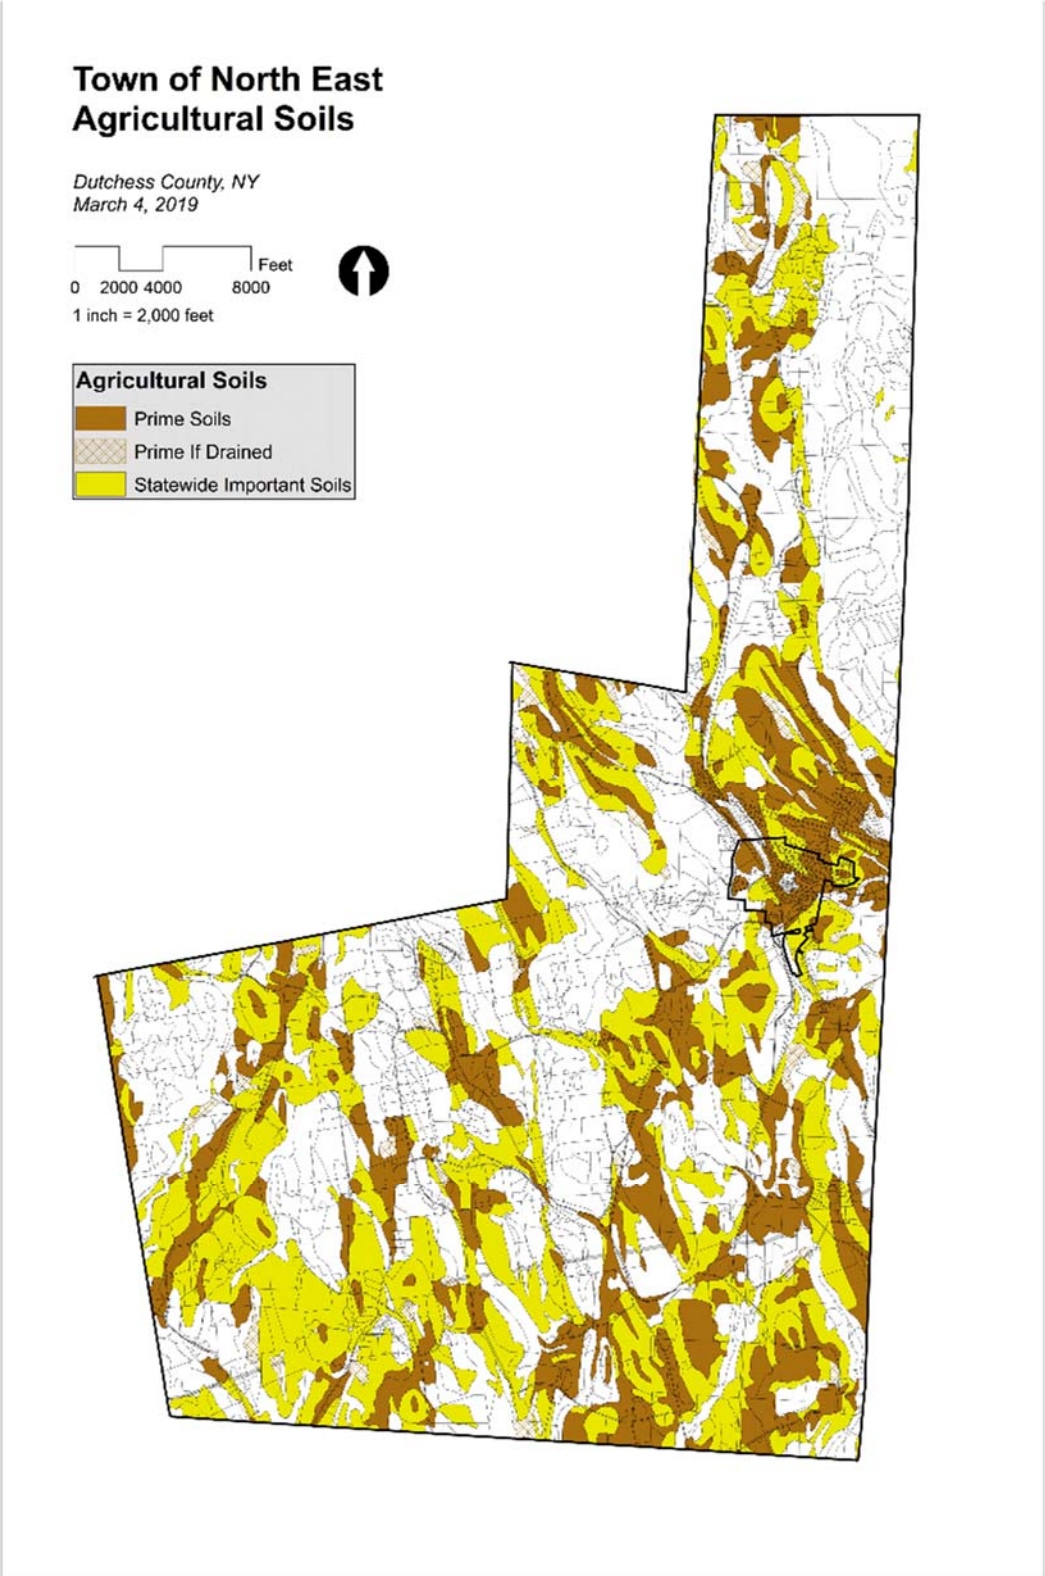 Town of North East
Agricultural Soils
Dutchess County, NY
March 4, 2019
Feet
0 2000 4000 8000
1 inch = 2,000 feet
Agricultural Soils
Prime Soils
Prime If Drained
Statewide Important Soils